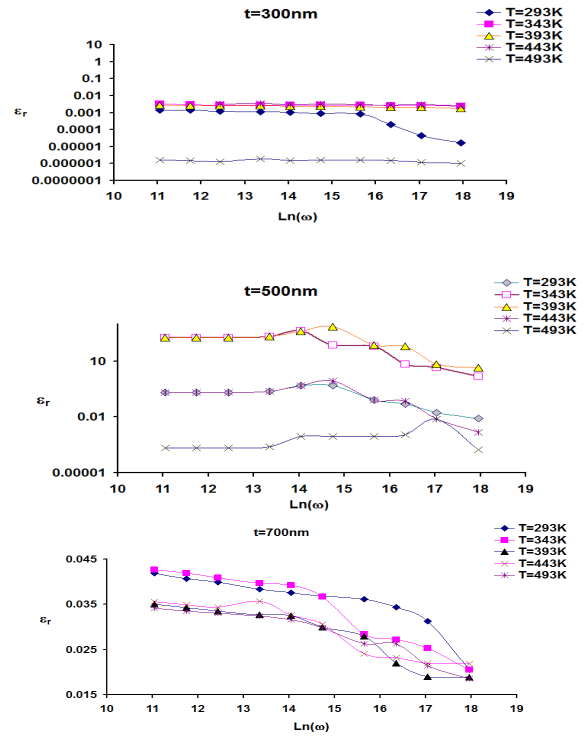 t=300nm
T=293K
T=343K
T=393K
T=443K
T=493K
10
1
0.1
0.01
0.001
0.0001
0.00001
0.000001
0.0000001
εr
10 11 12 13 14 15 16 17 18 19
Ln(ω)
t=500nm
T=293K
T=343K
T=393K
T=443K
T=493K
10
0.01
0.00001
εr
10 11 12 13 14 15 16 17 18 19
Ln(ω)
t=700nm
T=293K
T=343K
T=393K
T=443K
T=493K
0.045
0.035
0.025
0.015
εr
10 11 12 13 14 15 16 17 18 19
Ln(ω)